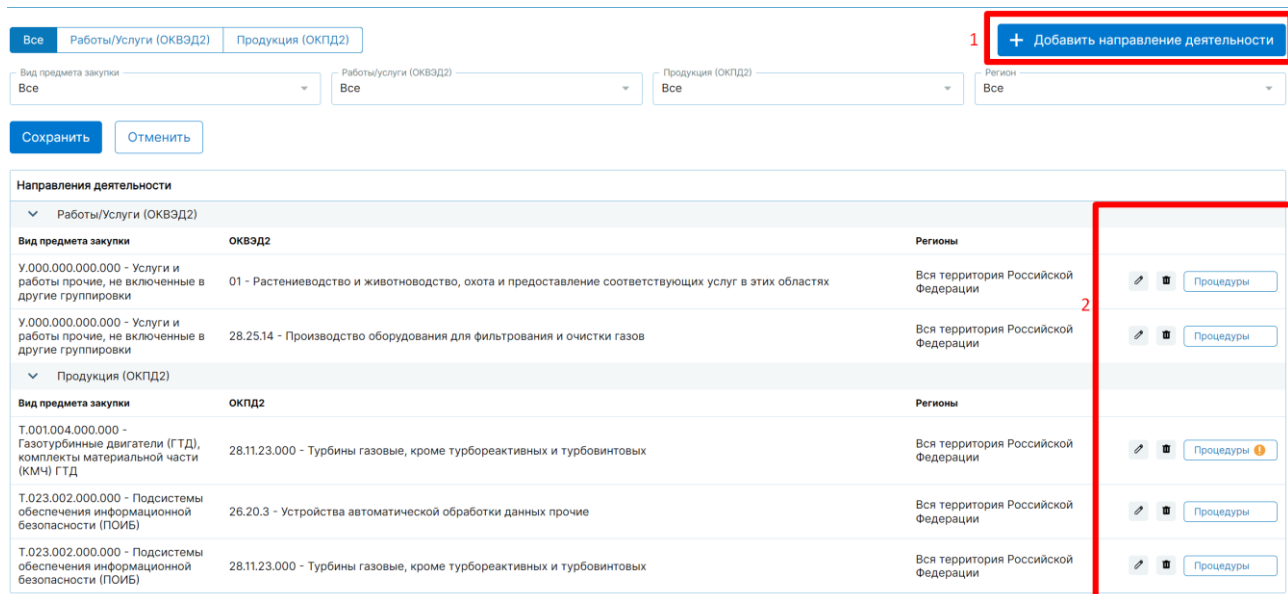 Все
Работы/Услуги (ОКВЭД2)
Продукция (ОКПД2)
1
+ Добавить направление деятельности
Вид предмета закупки
Все
Работы/услуги (ОКВЭД2)
Все
Продукция (ОКПД2)
Все
Регион
Все
Сохранить
Отменить
Направления деятельности
Работы/Услуги (ОКВЭД2)
Вид предмета закупки
ОКВЭД2
Регионы
У.000.000.000.000 - Услуги и
работы прочие, не включенные в
другие группировки
01 - Растениеводство и животноводство, охота и предоставление соответствующих услуг в этих областях
Вся территория Российской
Федерации
Процедуры
2
У.000.000.000.000 - Услуги и
работы прочие, не включенные в
другие группировки
28.25.14 - Производство оборудования для фильтрования и очистки газов
Вся территория Российской
Федерации
Процедуры
Продукция (ОКПД2)
Вид предмета закупки
ОКПД2
Регионы
Т.001.004.000.000 -
Газотурбинные двигатели (ГТД),
комплекты материальной части
(КМЧ) ГТД
28.11.23.000 - Турбины газовые, кроме турбореактивных и турбовинтовых
Вся территория Российской
Федерации
Процедуры
Т.023.002.000.000 - Подсистемы
обеспечения информационной
безопасности (ПОИБ)
26.20.3 - Устройства автоматической обработки данных прочие
Вся территория Российской
Федерации
Процедуры
Т.023.002.000.000 - Подсистемы
обеспечения информационной
безопасности (ПОИБ)
28.11.23.000 - Турбины газовые, кроме турбореактивных и турбовинтовых
Вся территория Российской
Федерации
Процедуры